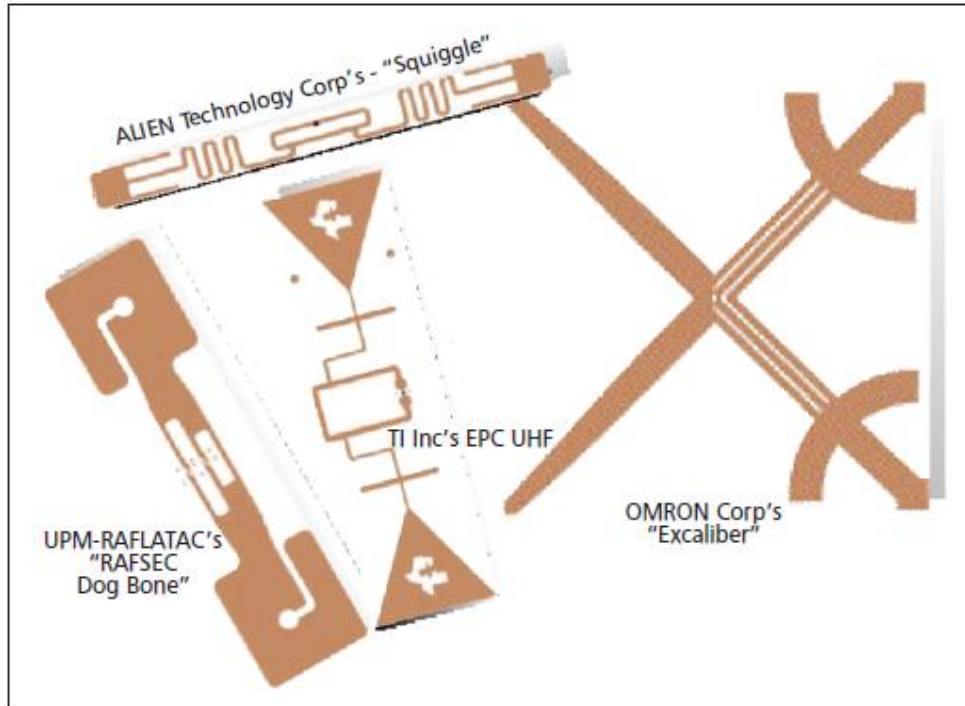 ALIEN Technology Corp's - "Squiggle"
TI Inc's EPC UHF
UPM-RAFLATAC's
"RAFSEC
Dog Bone"
OMRON Corp's
"Excaliber"